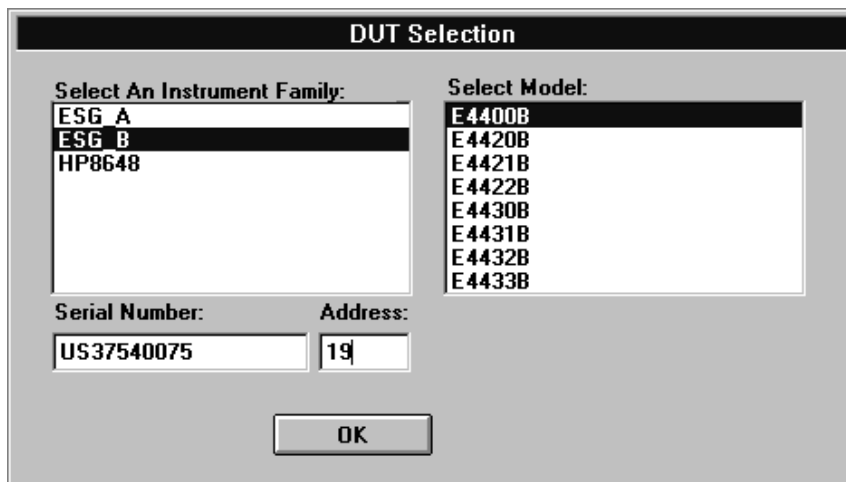 DUT Selection
Select An Instrument Family:
ESG_A
ESG_B
HP8648
Select Model:
E4400B
E4420B
E4421B
E4422B
E4430B
E4431B
E4432B
E4433B
Serial Number:
US37540075
Address:
19
OK